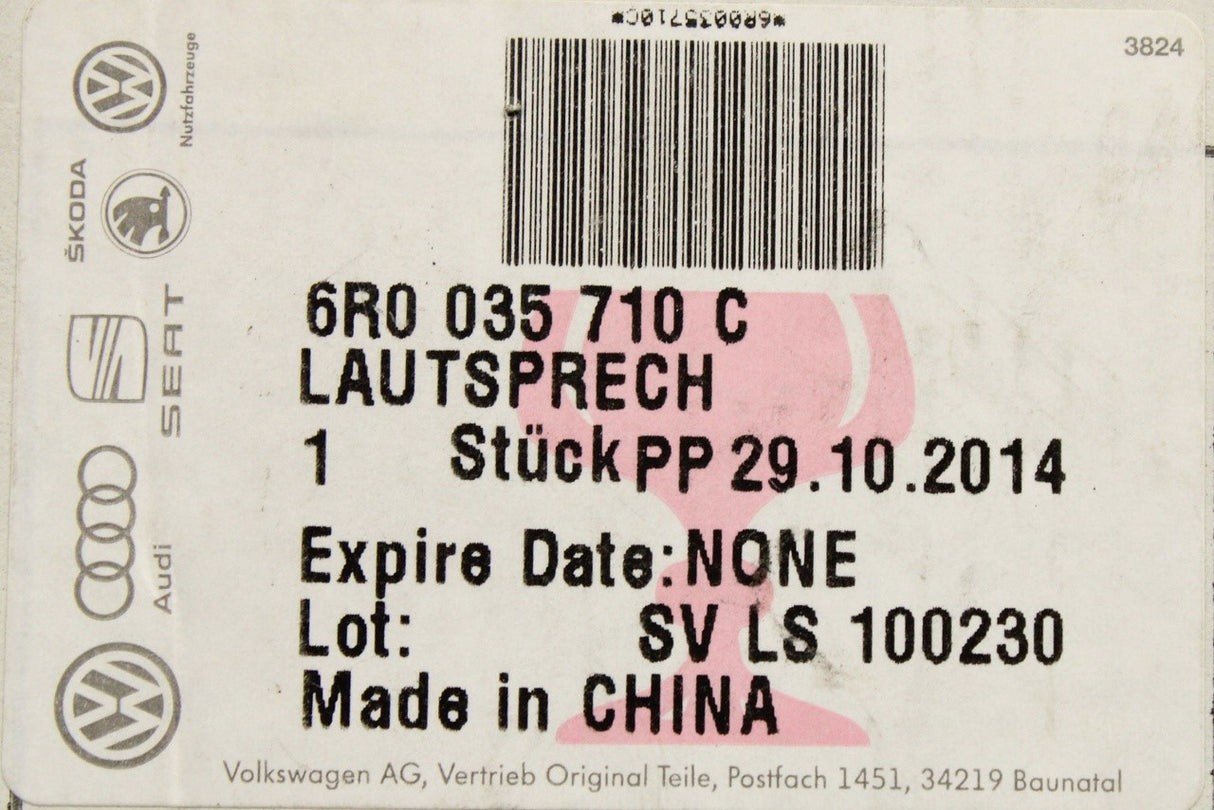 *6R0035710C*
3824
Nutzfahrzeuge
ŠKODA
SEAT
Audi
6R0 035 710 C
LAUTSPRECH
1 Stück PP 29.10.2014
Expire Date: NONE
Lot: SV LS 100230
Made in CHINA
Volkswagen AG, Vertrieb Original Teile, Postfach 1451, 34219 Baunatal